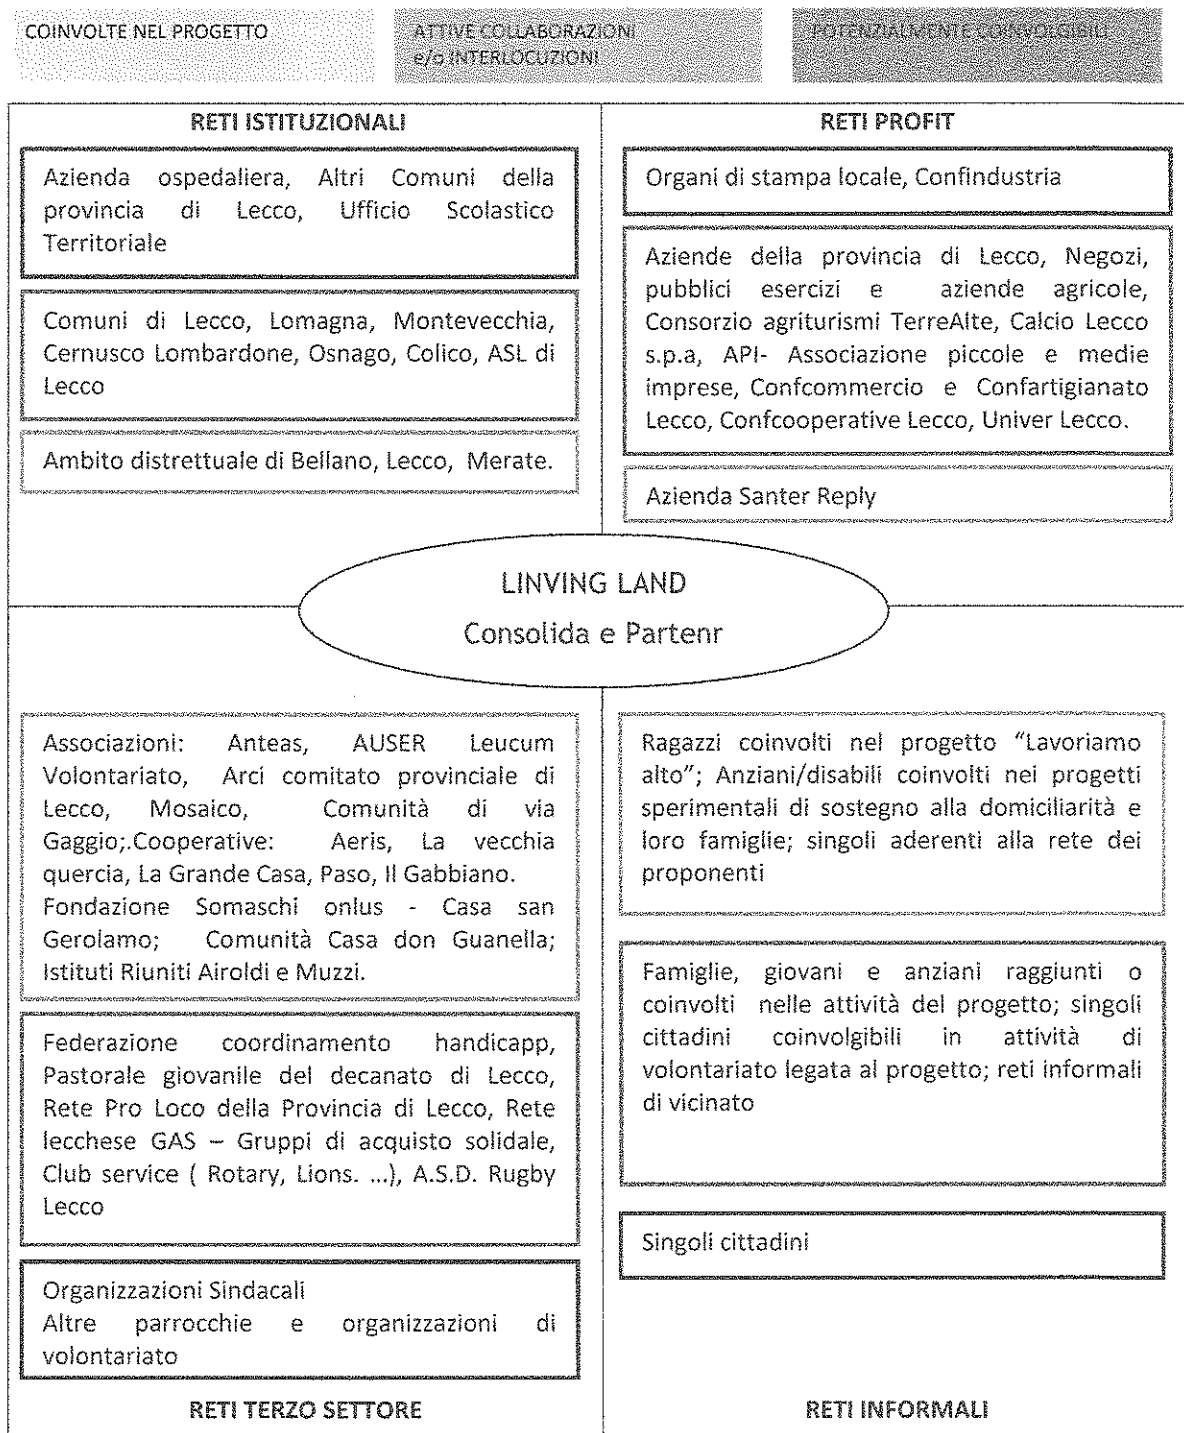 COINVOLTE NEL PROGETTO
ATTIVE COLLABORAZIONI
e/o INTERLOCUZIONI
POTENZIALMENTE COINVOLGIBILI
RETI ISTITUZIONALI
Azienda ospedaliera, Altri Comuni della
provincia di Lecco, Ufficio Scolastico
Territoriale
Comuni di Lecco, Lomagna, Montevecchia,
Cernusco Lombardone, Osnago, Colico, ASL di
Lecco
Ambito distrettuale di Bellano, Lecco, Merate.
RETI PROFIT
Organi di stampa locale, Confindustria
Aziende della provincia di Lecco, Negozi,
pubblici esercizi e aziende agricole,
Consorzio agriturismi TerreAlte, Calcio Lecco
s.p.a, API- Associazione piccole e medie
imprese, Confcommercio e Confartigianato
Lecco, Confcooperative Lecco, Univer Lecco.
Azienda Santer Reply
LINVING LAND
Consolida e Partenr
Associazioni: Anteas, AUSER Leucum
Volontariato, Arci comitato provinciale di
Lecco, Mosaico, Comunità di via
Gaggio;.Cooperative: Aeris, La vecchia
quercia, La Grande Casa, Paso, Il Gabbiano.
Fondazione Somaschi onlus - Casa san
Gerolamo; Comunità Casa don Guanella;
Istituti Riuniti Airoldi e Muzzi.
Federazione coordinamento handicapp,
Pastorale giovanile del decanato di Lecco,
Rete Pro Loco della Provincia di Lecco, Rete
lecchese GAS – Gruppi di acquisto solidale,
Club service ( Rotary, Lions. ...), A.S.D. Rugby
Lecco
Organizzazioni Sindacali
Altre parrocchie e organizzazioni di
volontariato
RETI TERZO SETTORE
Ragazzi coinvolti nel progetto “Lavoriamo
alto”; Anziani/disabili coinvolti nei progetti
sperimentali di sostegno alla domiciliarità e
loro famiglie; singoli aderenti alla rete dei
proponenti
Famiglie, giovani e anziani raggiunti o
coinvolti nelle attività del progetto; singoli
cittadini coinvolgibili in attività di
volontariato legata al progetto; reti informali
di vicinato
Singoli cittadini
RETI INFORMALI